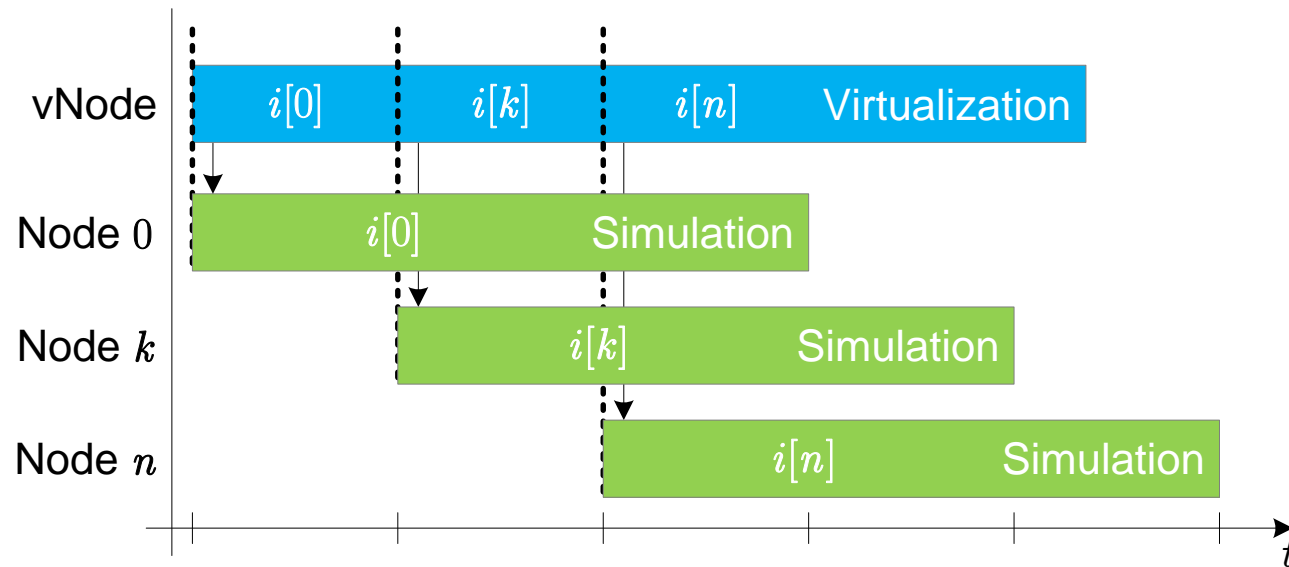 vNode i[0] i[k] i[n] Virtualization
Node 0 i[0] Simulation
Node k i[k] Simulation
Node n i[n] Simulation
t